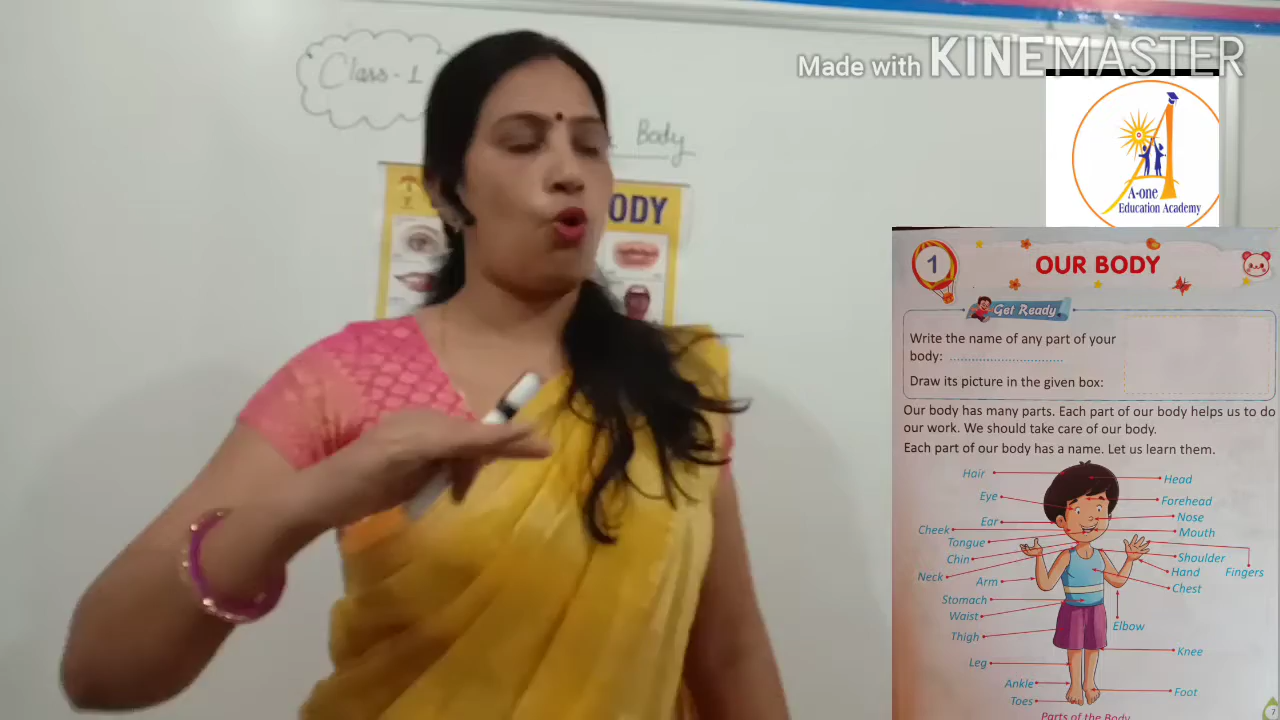 Class-1
Body
BODY
Made with KINEMASTER
A-one
Education Academy
1
OUR BODY
Get Ready
Write the name of any part of your
body:
Draw its picture in the given box:
Our body has many parts. Each part of our body helps us to do
our work. We should take care of our body.
Each part of our body has a name. Let us learn them.
Hair
Head
Eye
Forehead
Ear
Nose
Cheek
Mouth
Tongue
Chin
Shoulder
Neck
Hand
Fingers
Arm
Chest
Stomach
Waist
Elbow
Thigh
Knee
Leg
Ankle
Foot
Toes
Parts of the Body
7